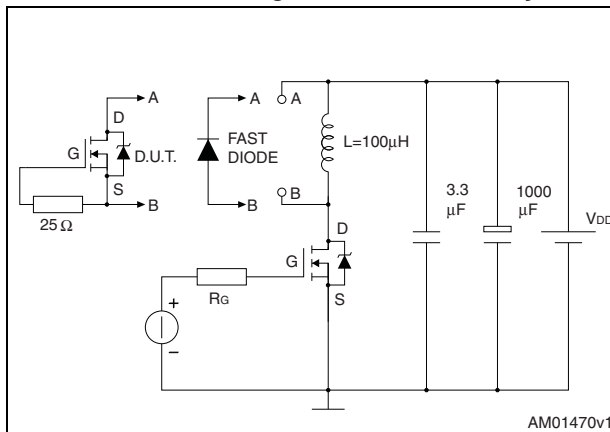 A
A
A
D
G
D.U.T.
FAST
DIODE
L=100μH
S
B
B
B
25 Ω
3.3
μF
1000
μF
VDD
D
G
RG
S
+
–
AM01470v1